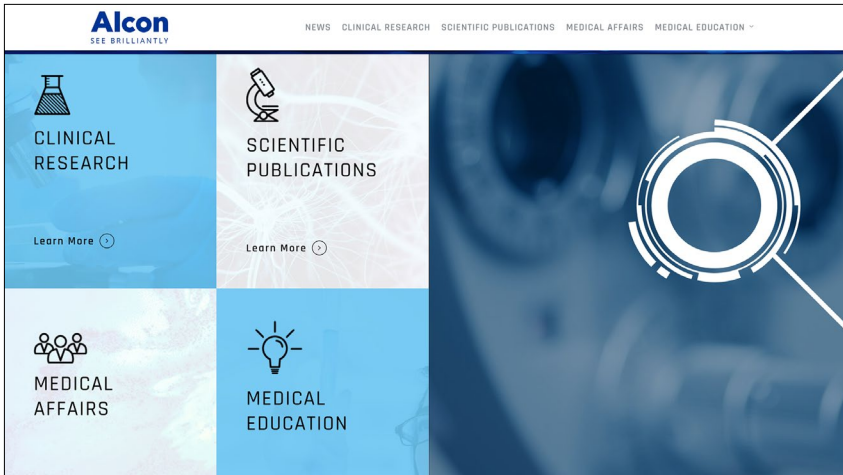 Alcon
SEE BRILLIANTLY
NEWS CLINICAL RESEARCH SCIENTIFIC PUBLICATIONS MEDICAL AFFAIRS MEDICAL EDUCATION
CLINICAL
RESEARCH
Learn More
SCIENTIFIC
PUBLICATIONS
Learn More
MEDICAL
AFFAIRS
MEDICAL
EDUCATION